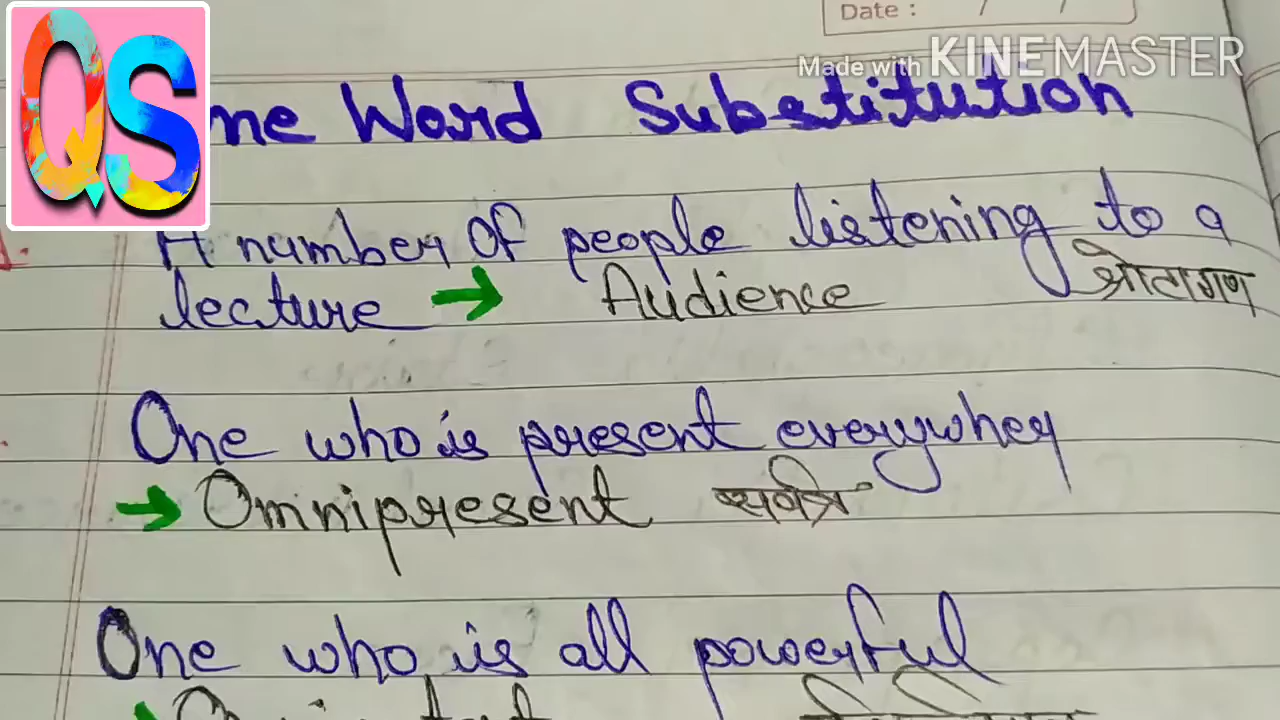 Date : / /
Made with KINEMASTER
QS
ne Word Substitution
A number of people listening to a
lecture → Audience श्रोतागण
One who is present everywher
→ Omnipresent सर्वत्र
One who is all powerful